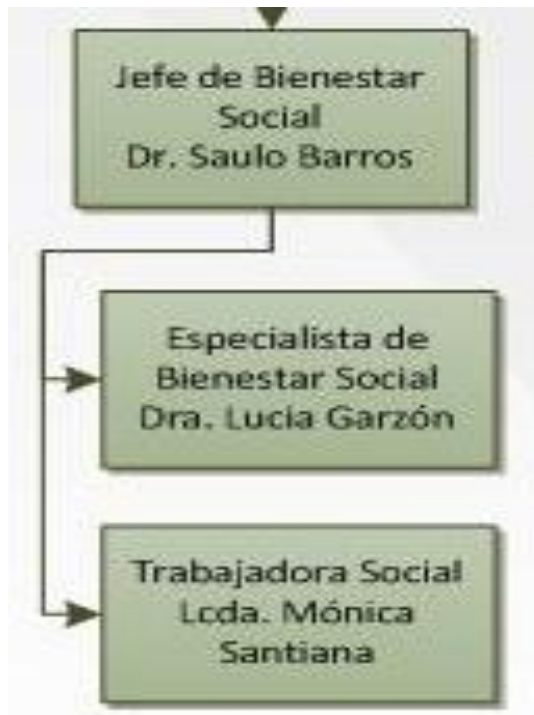 Jefe de Bienestar
Social
Dr. Saulo Barros
Especialista de
Bienestar Social
Dra. Lucia Garzón
Trabajadora Social
Lcda. Mónica
Santiana